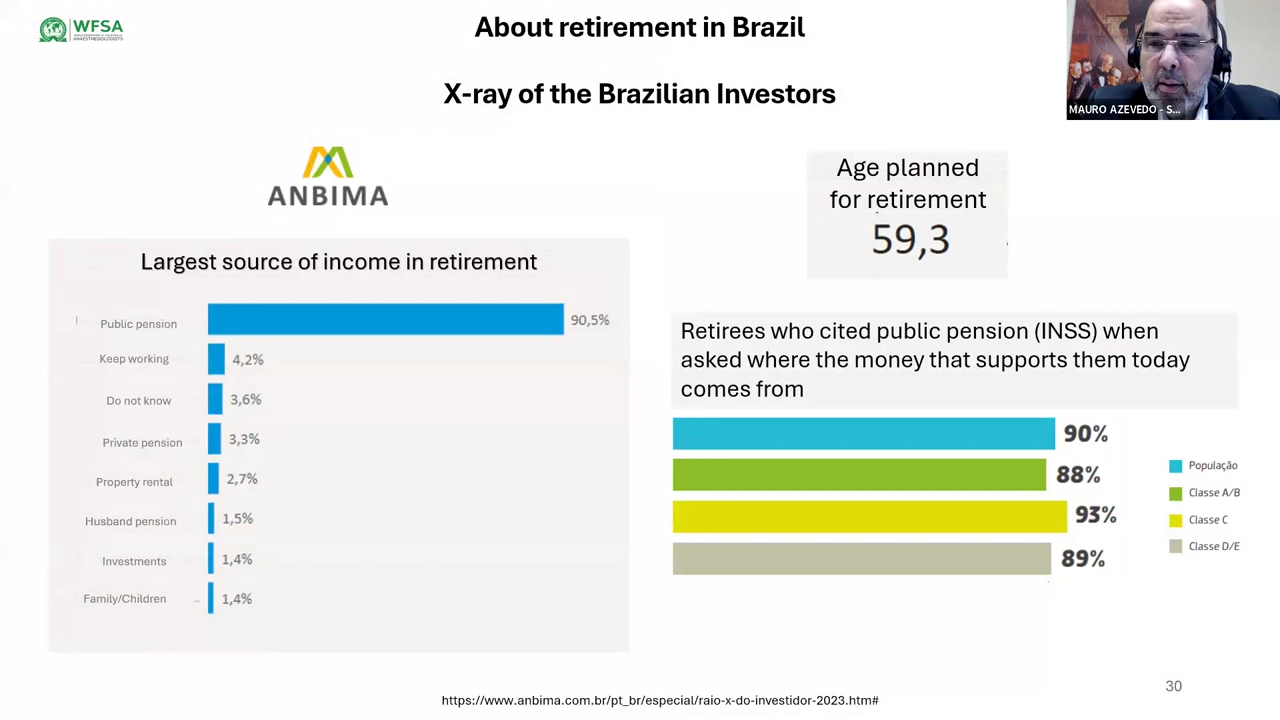 WFSA
About retirement in Brazil
X-ray of the Brazilian Investors
MAURO AZEVEDO - S...
ANBIMA
Age planned
for retirement
59,3
Largest source of income in retirement
Public pension 90,5%
Keep working 4,2%
Do not know 3,6%
Private pension 3,3%
Property rental 2,7%
Husband pension 1,5%
Investments 1,4%
Family/Children 1,4%
Retirees who cited public pension (INSS) when
asked where the money that supports them today
comes from
90%
88%
93%
89%
População
Classe A/B
Classe C
Classe D/E
30
https://www.anbima.com.br/pt_br/especial/raio-x-do-investidor-2023.htm#